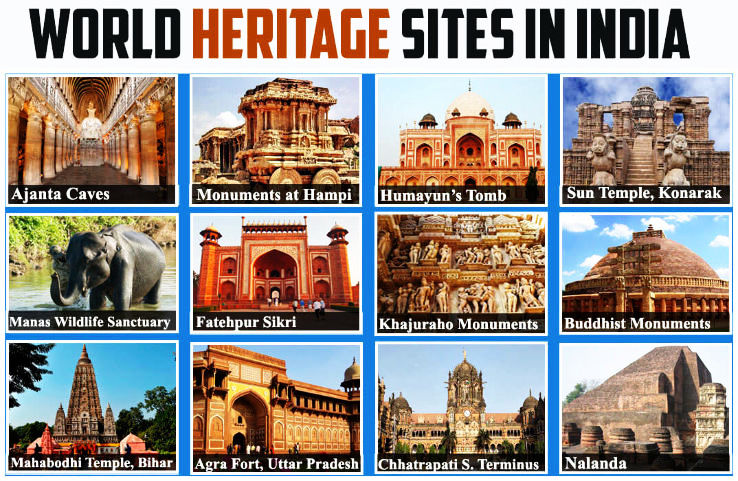 WORLD HERITAGE SITES IN INDIA
Ajanta Caves
Monuments at Hampi
Humayun's Tomb
Sun Temple, Konarak
Manas Wildlife Sanctuary
Fatehpur Sikri
Khajuraho Monuments
Buddhist Monuments
Mahabodhi Temple, Bihar
Agra Fort, Uttar Pradesh
Chhatrapati S. Terminus
Nalanda